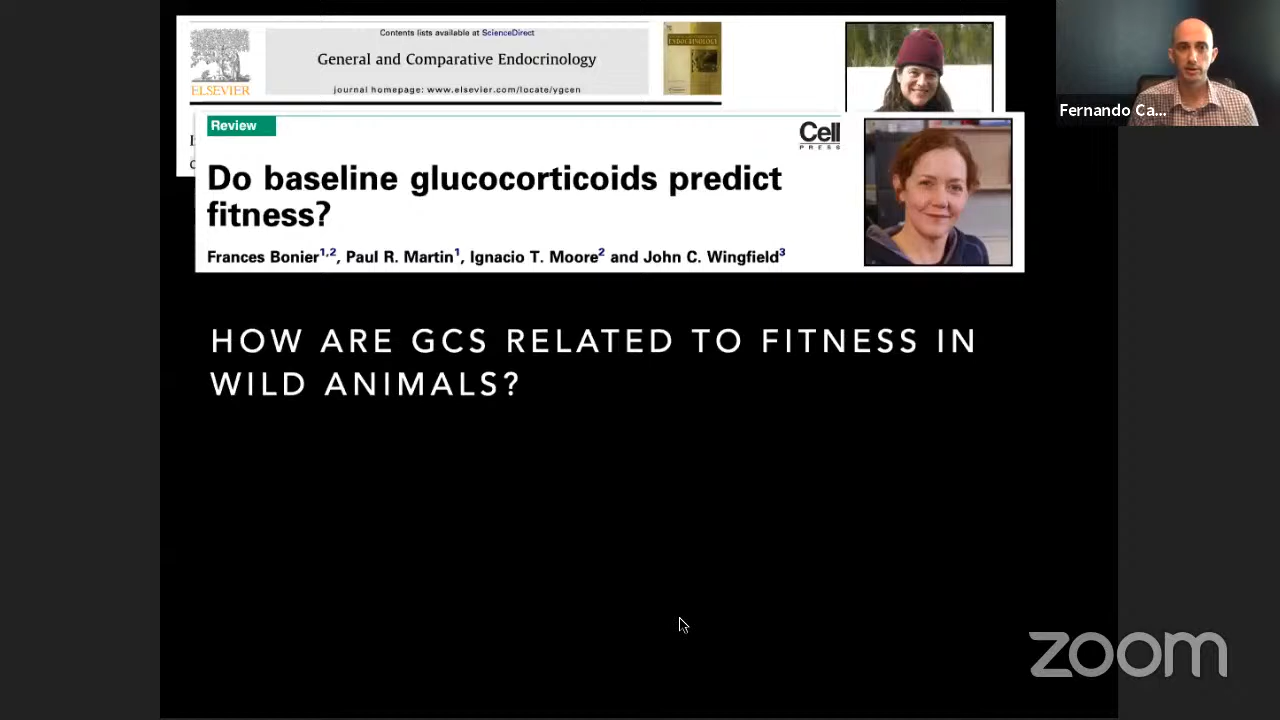 Contents lists available at ScienceDirect
ELSEVIER
General and Comparative Endocrinology
journal homepage: www.elsevier.com/locate/ygcen
ENDOCRINOLOGY
Fernando Ca...
Review
Cell
PRESS
Do baseline glucocorticoids predict
fitness?
Frances Bonier1,2, Paul R. Martin1, Ignacio T. Moore2 and John C. Wingfield3
HOW ARE GCS RELATED TO FITNESS IN
WILD ANIMALS?
zoom